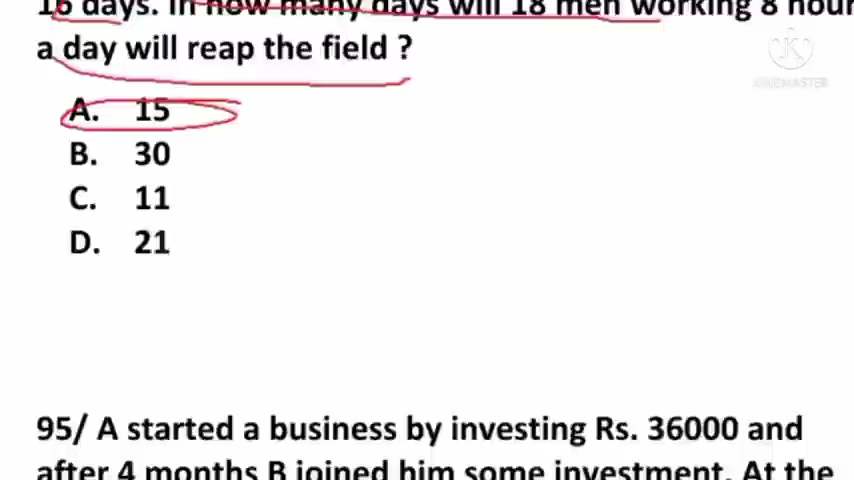 16 days. In how many days will 18 men working 8 hour
a day will reap the field ?
A. 15
B. 30
C. 11
D. 21
95/ A started a business by investing Rs. 36000 and
after 4 months B joined him some investment. At the
KINEMASTER